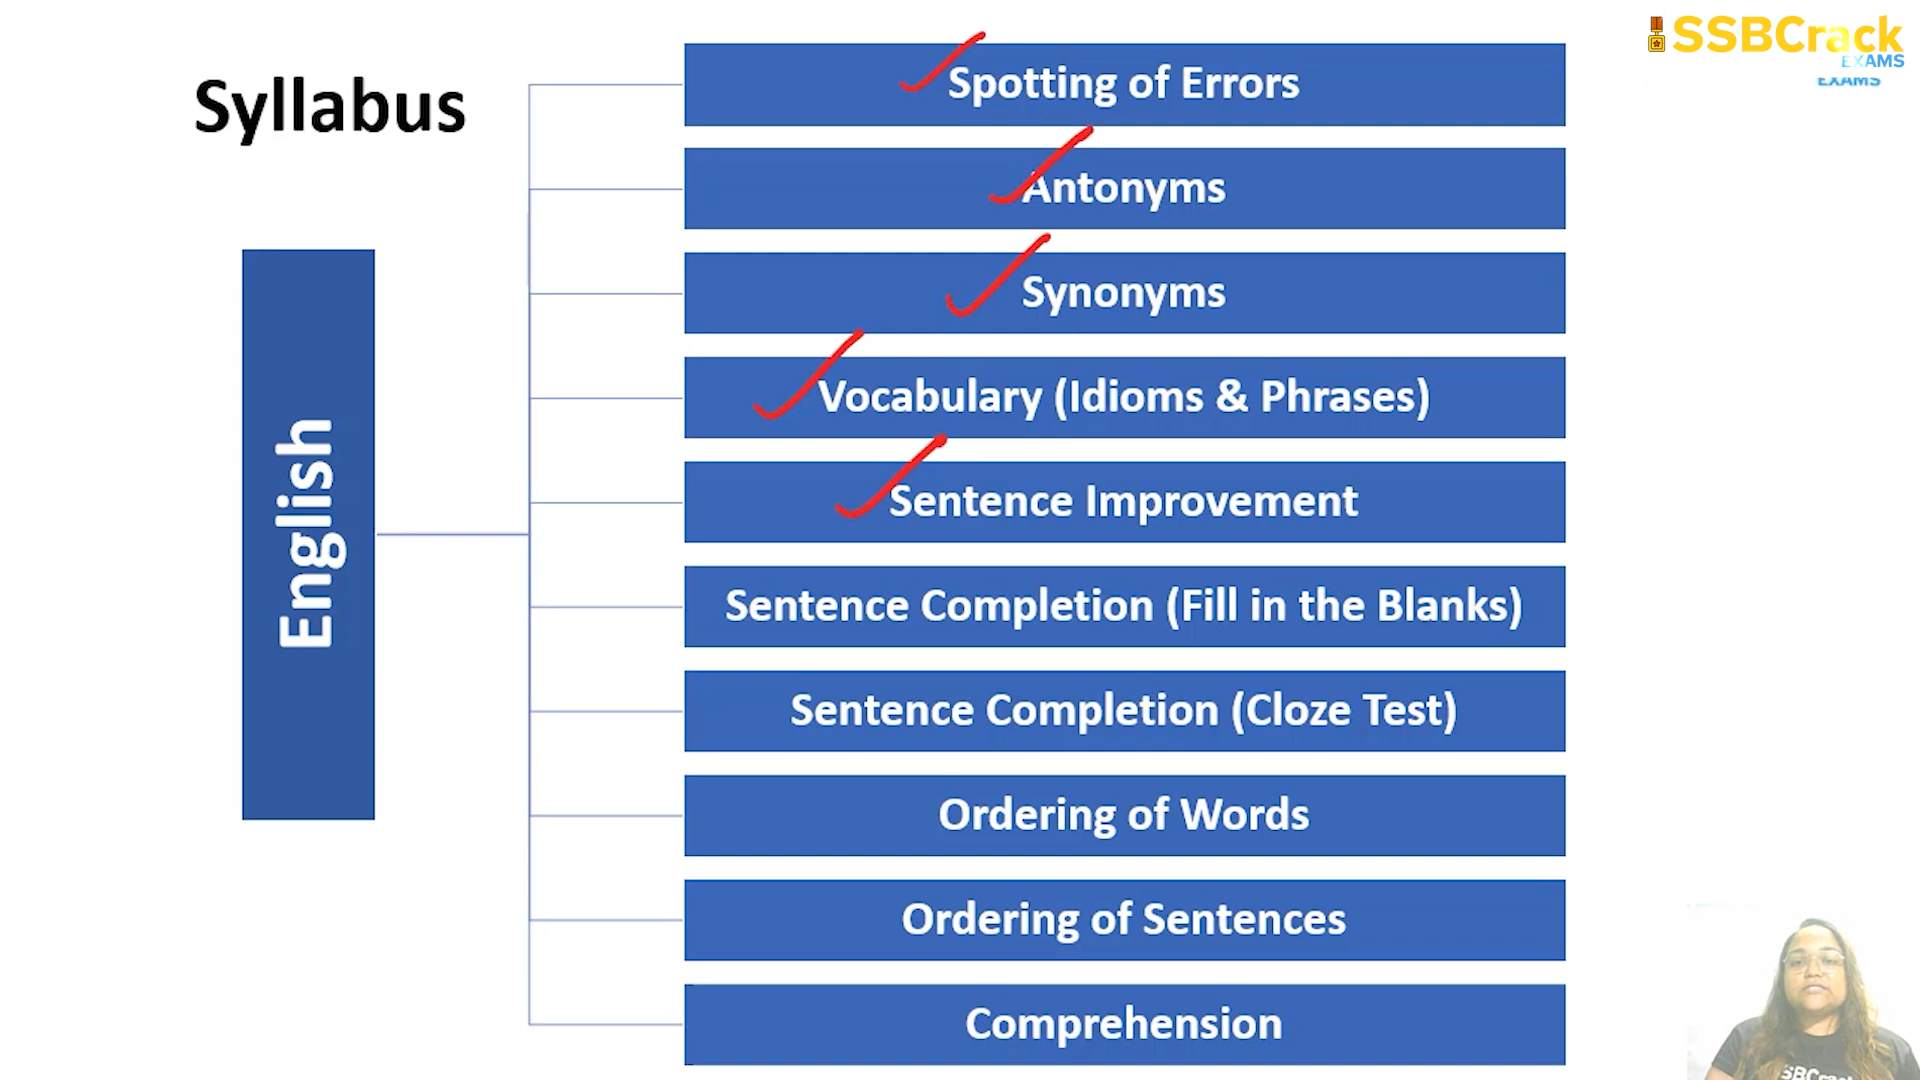 SSBCrack
EXAMS
EXAMS
Syllabus
English
Spotting of Errors
Antonyms
Synonyms
Vocabulary (Idioms & Phrases)
Sentence Improvement
Sentence Completion (Fill in the Blanks)
Sentence Completion (Cloze Test)
Ordering of Words
Ordering of Sentences
Comprehension